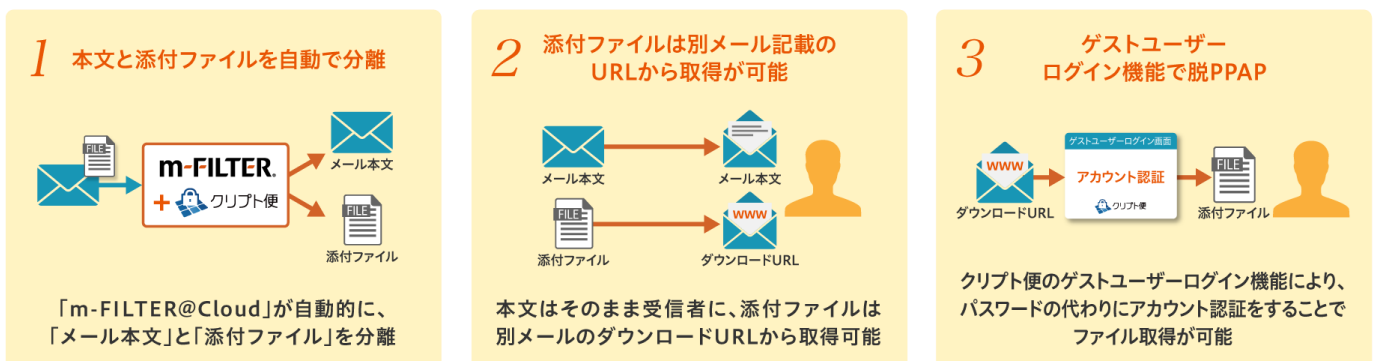 1 本文と添付ファイルを自動で分離
FILE
m-FILTER®
+ クリプト便
メール本文
FILE
添付ファイル
「m-FILTER@Cloud」が自動的に、
「メール本文」と「添付ファイル」を分離
2 添付ファイルは別メール記載の
URLから取得が可能
メール本文
メール本文
FILE
www
添付ファイル
ダウンロードURL
本文はそのまま受信者に、添付ファイルは
別メールのダウンロードURLから取得可能
3 ゲストユーザー
ログイン機能で脱PPAP
ゲストユーザーログイン画面
www
アカウント認証
FILE
クリプト便
ダウンロードURL
添付ファイル
クリプト便のゲストユーザーログイン機能により、
パスワードの代わりにアカウント認証をすることで
ファイル取得が可能